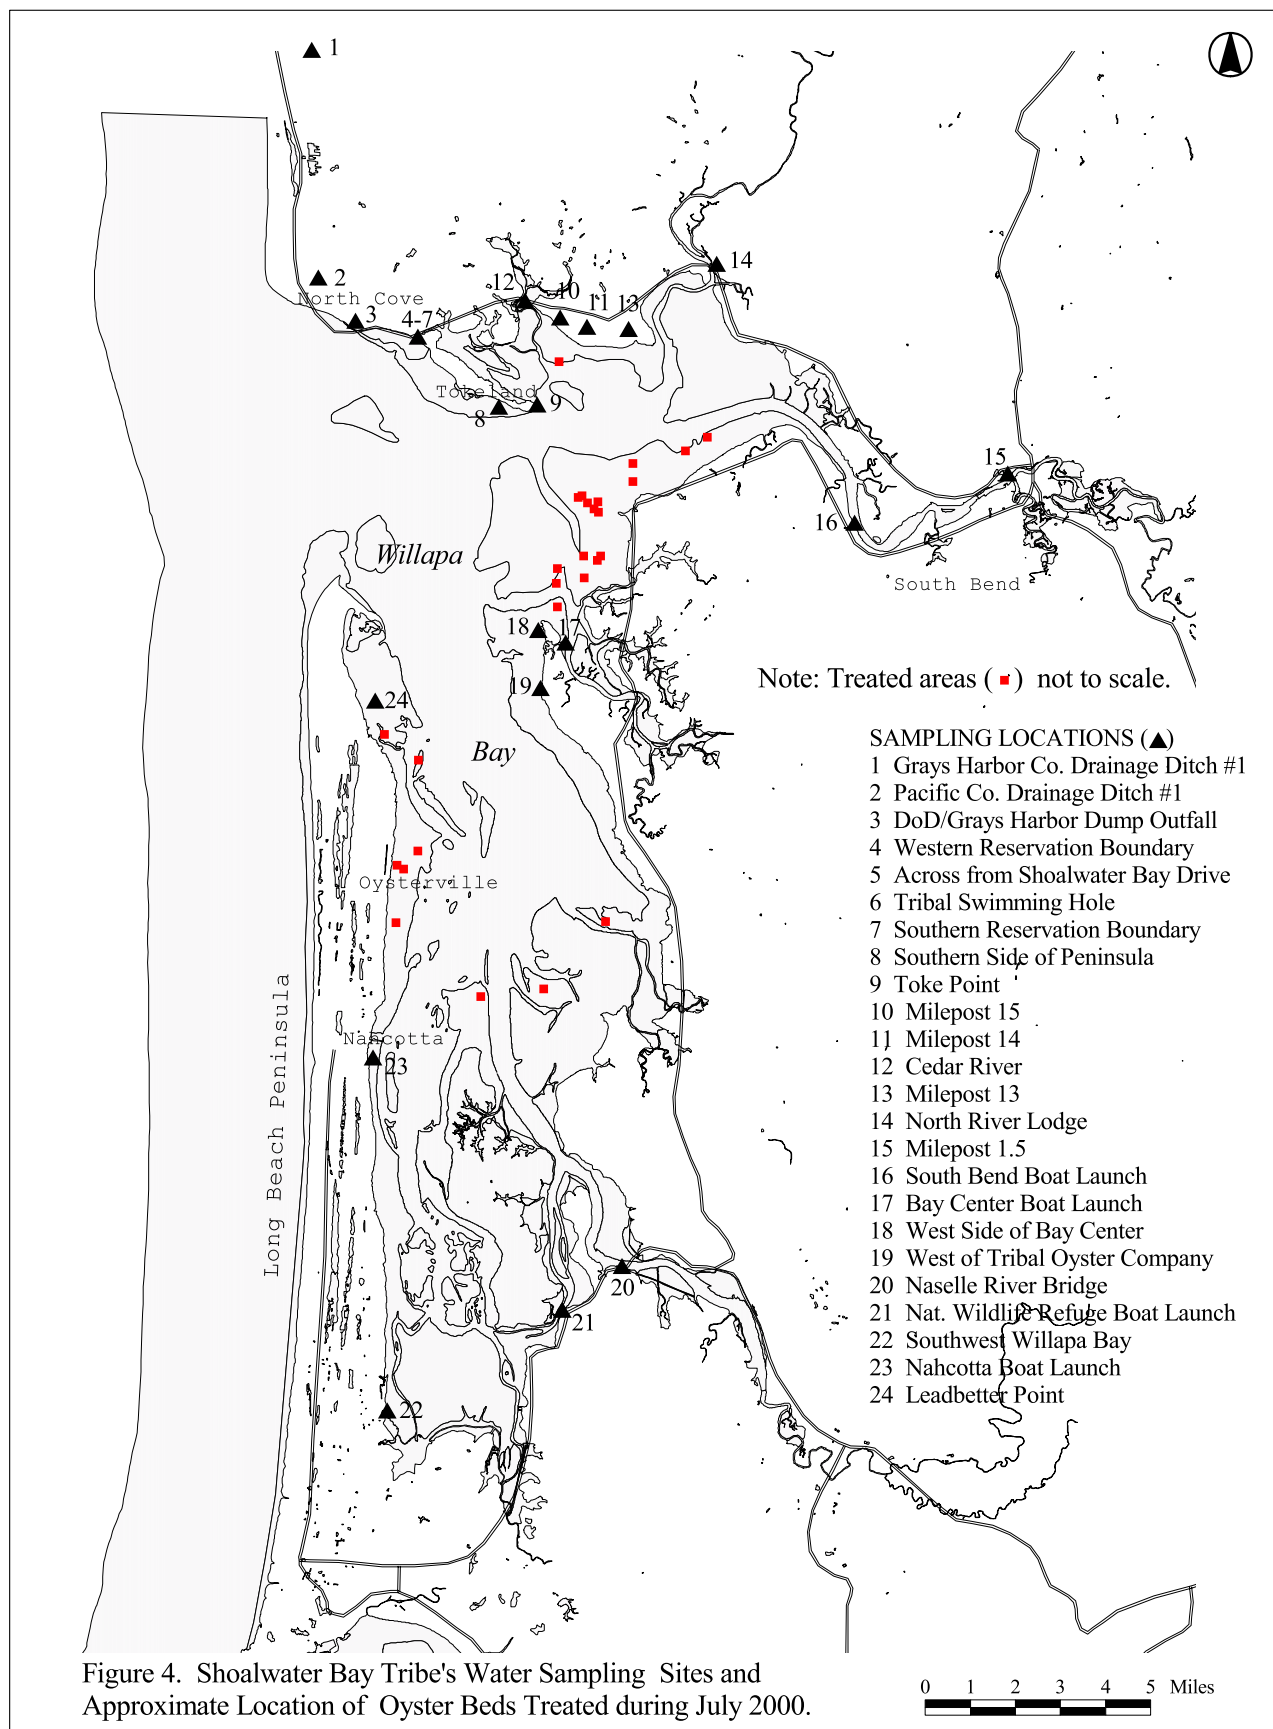 1
2
North Cove
3
4-7
12
10
11
13
14
Tokeland
8
9
15
16
South Bend
Willapa
18
17
19
Note: Treated areas ( ) not to scale.
24
Bay
SAMPLING LOCATIONS ( )
1 Grays Harbor Co. Drainage Ditch #1
2 Pacific Co. Drainage Ditch #1
3 DoD/Grays Harbor Dump Outfall
4 Western Reservation Boundary
5 Across from Shoalwater Bay Drive
6 Tribal Swimming Hole
7 Southern Reservation Boundary
8 Southern Side of Peninsula
9 Toke Point
10 Milepost 15
11 Milepost 14
12 Cedar River
13 Milepost 13
14 North River Lodge
15 Milepost 1.5
16 South Bend Boat Launch
17 Bay Center Boat Launch
18 West Side of Bay Center
19 West of Tribal Oyster Company
20 Naselle River Bridge
21 Nat. Wildlife Refuge Boat Launch
22 Southwest Willapa Bay
23 Nahcotta Boat Launch
24 Leadbetter Point
Oysterville
Long Beach Peninsula
Nahcotta
23
20
21
22
Figure 4. Shoalwater Bay Tribe's Water Sampling Sites and
Approximate Location of Oyster Beds Treated during July 2000.
0 1 2 3 4 5 Miles